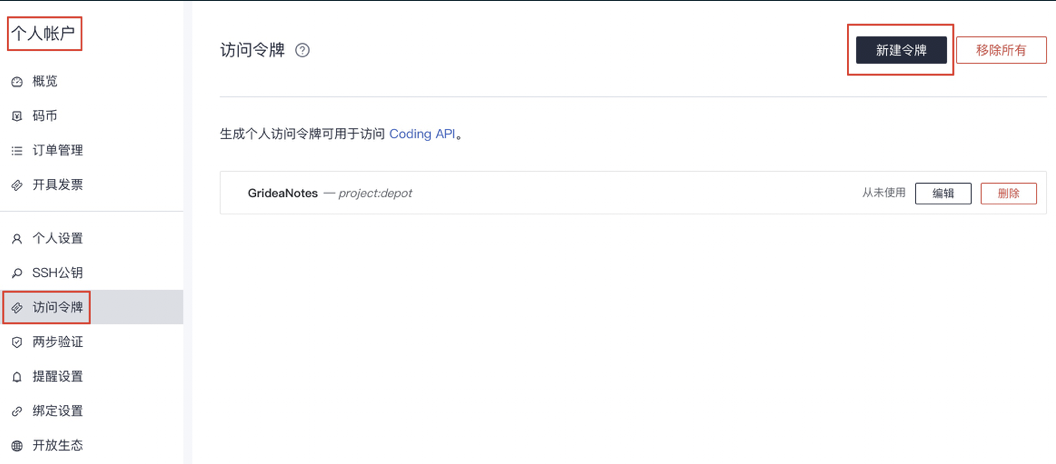 个人帐户
概览
码币
订单管理
开具发票
个人设置
SSH公钥
访问令牌
两步验证
提醒设置
绑定设置
开放生态
访问令牌 ?
新建令牌
移除所有
生成个人访问令牌可用于访问 Coding API。
GrideaNotes — project:depot
从未使用
编辑
删除